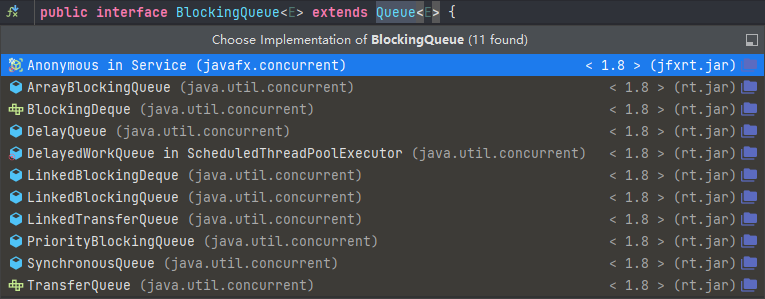 public interface BlockingQueue<E> extends Queue<E> {
Choose Implementation of BlockingQueue (11 found)
Anonymous in Service (javafx.concurrent) < 1.8 > (jfxrt.jar)
ArrayBlockingQueue (java.util.concurrent) < 1.8 > (rt.jar)
BlockingDeque (java.util.concurrent) < 1.8 > (rt.jar)
DelayQueue (java.util.concurrent) < 1.8 > (rt.jar)
DelayedWorkQueue in ScheduledThreadPoolExecutor (java.util.concurrent) < 1.8 > (rt.jar)
LinkedBlockingDeque (java.util.concurrent) < 1.8 > (rt.jar)
LinkedBlockingQueue (java.util.concurrent) < 1.8 > (rt.jar)
LinkedTransferQueue (java.util.concurrent) < 1.8 > (rt.jar)
PriorityBlockingQueue (java.util.concurrent) < 1.8 > (rt.jar)
SynchronousQueue (java.util.concurrent) < 1.8 > (rt.jar)
TransferQueue (java.util.concurrent) < 1.8 > (rt.jar)